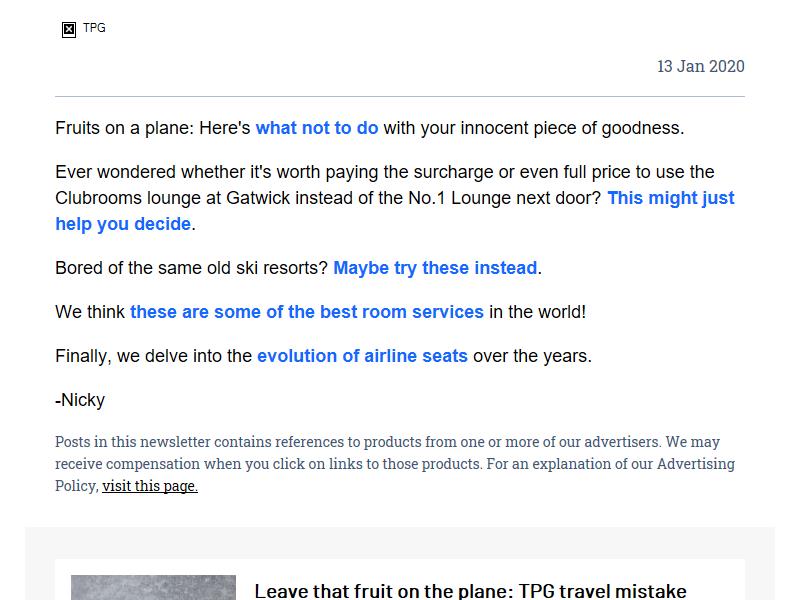 TPG
13 Jan 2020
Fruits on a plane: Here's what not to do with your innocent piece of goodness.
Ever wondered whether it's worth paying the surcharge or even full price to use the
Clubrooms lounge at Gatwick instead of the No.1 Lounge next door? This might just
help you decide.
Bored of the same old ski resorts? Maybe try these instead.
We think these are some of the best room services in the world!
Finally, we delve into the evolution of airline seats over the years.
-Nicky
Posts in this newsletter contains references to products from one or more of our advertisers. We may
receive compensation when you click on links to those products. For an explanation of our Advertising
Policy, visit this page.
Leave that fruit on the plane: TPG travel mistake